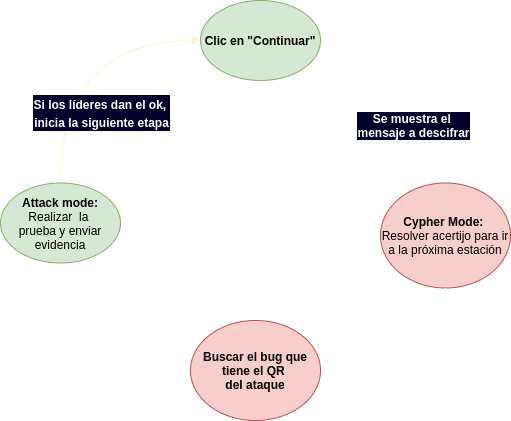 Clic en "Continuar"
Si los líderes dan el ok,
inicia la siguiente etapa
Se muestra el
mensaje a descifrar
Attack mode:
Realizar la
prueba y enviar
evidencia
Cypher Mode:
Resolver acertijo para ir
a la próxima estación
Buscar el bug que
tiene el QR
del ataque